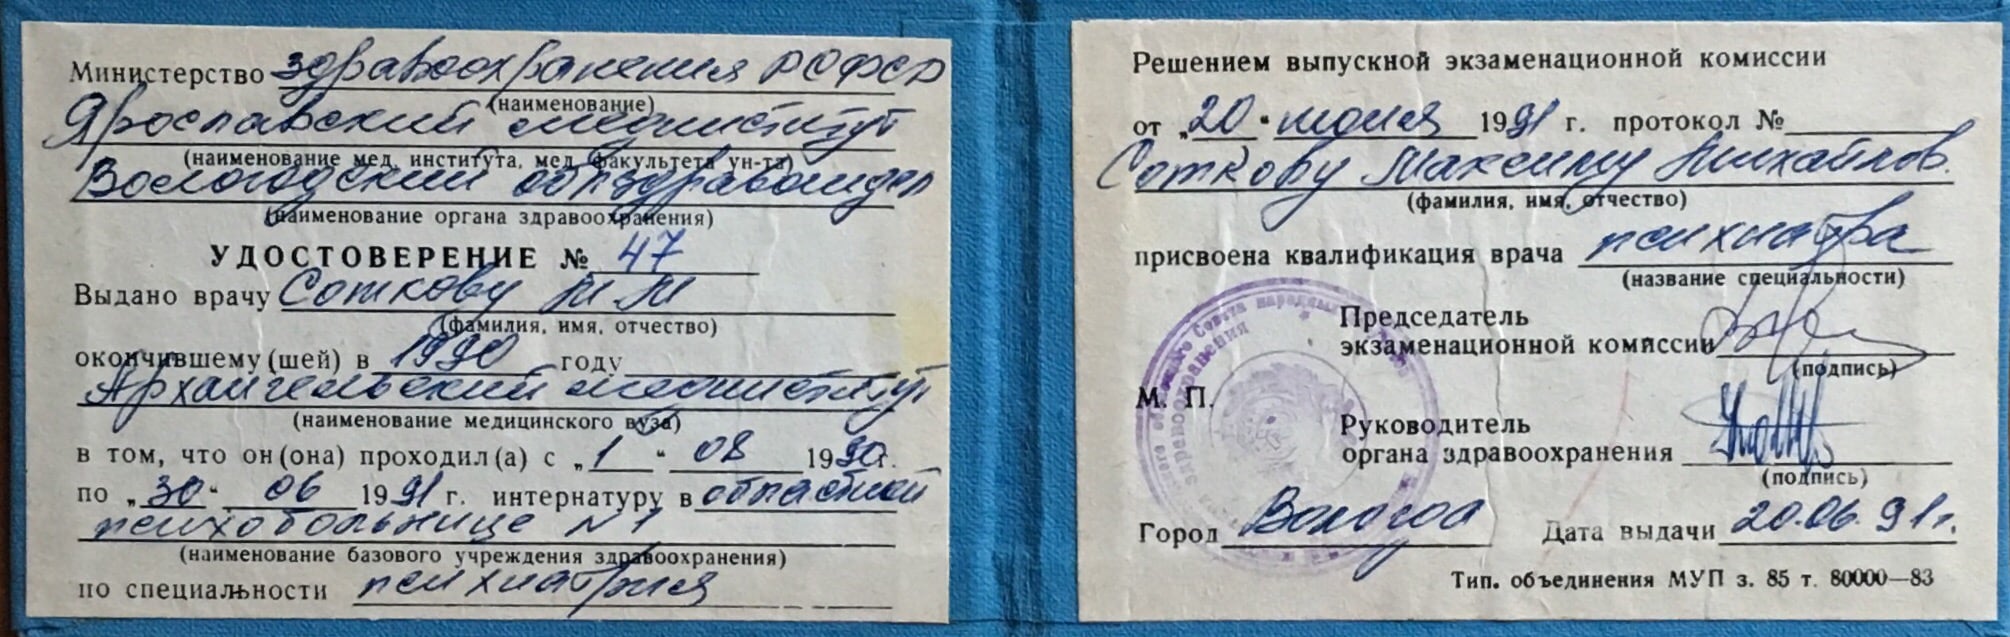 Министерство здравоохранения РСФСР
(наименование)
Ярославский мединститут
(наименование мед. института, мед. факультета ун-та)
Вологодский облздравотдел
(наименование органа здравоохранения)
УДОСТОВЕРЕНИЕ № 47
Выдано врачу Соткову М М
(фамилия, имя, отчество)
окончившему (шей) в 1990 году
Архангельский мединститут
(наименование медицинского вуза)
в том, что он (она) проходил (а) с „1“ 08 1990г.
по „30“ 06 1991 г. интернатуру в областной
психобольнице N 1
(наименование базового учреждения здравоохранения)
по специальности психиатрия
Решением выпускной экзаменационной комиссии
от „20“ июня 1991 г. протокол №
Соткову Максиму Михайлов.
(фамилия, имя, отчество)
присвоена квалификация врача психиатра
(название специальности)
Председатель
экзаменационной комиссии
(подпись)
М. П.
Руководитель
органа здравоохранения
(подпись)
Город Вологда Дата выдачи 20.06.91г.
Тип. объединения МУП з. 85 т. 80000—83